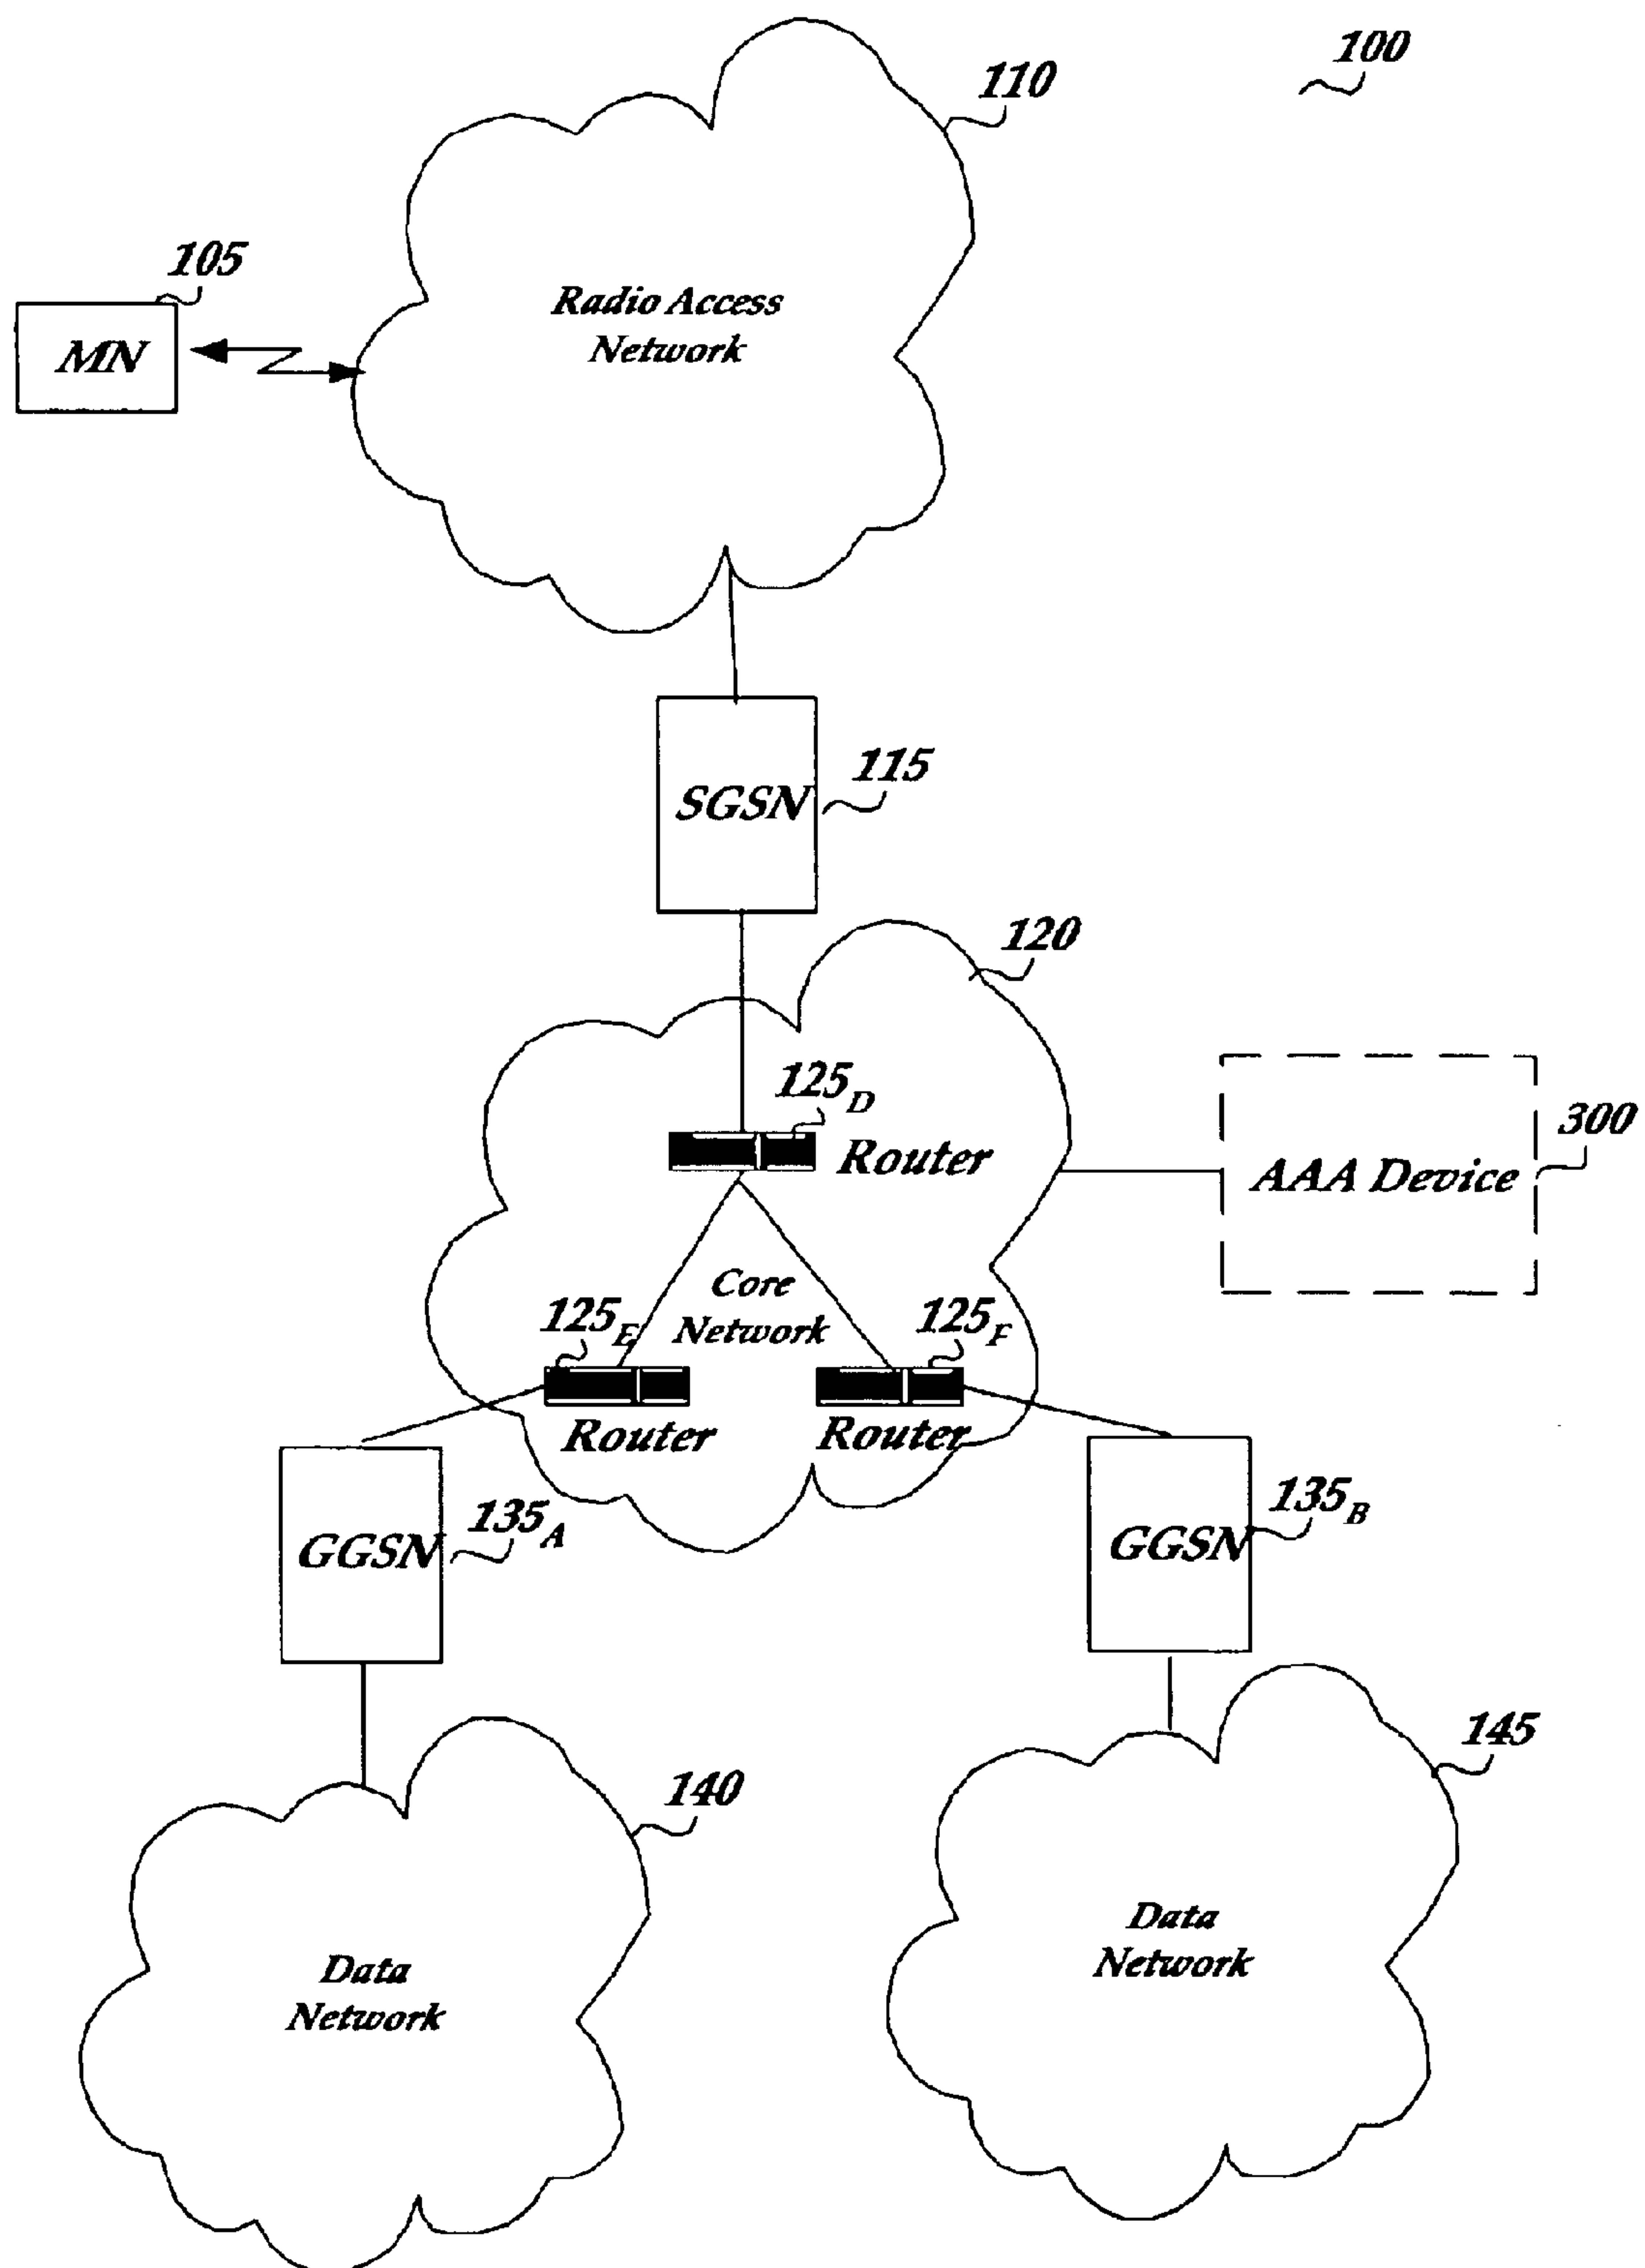 100
110
105
MN
Radio Access
Network
SGSN
115
120
125D
Router
300
AAA Device
Core
Network
125E
125F
Router
Router
GGSN
135A
GGSN
135B
145
140
Data
Network
Data
Network